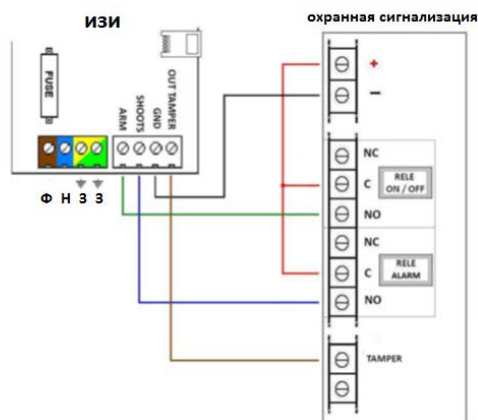 ИЗИ
охранная сигнализация
FUSE
ARM
SHOOTS
GND
OUT TAMPER
Ф Н З З
+
−
NC
C
NO
RELE
ON / OFF
NC
C
NO
RELE
ALARM
TAMPER